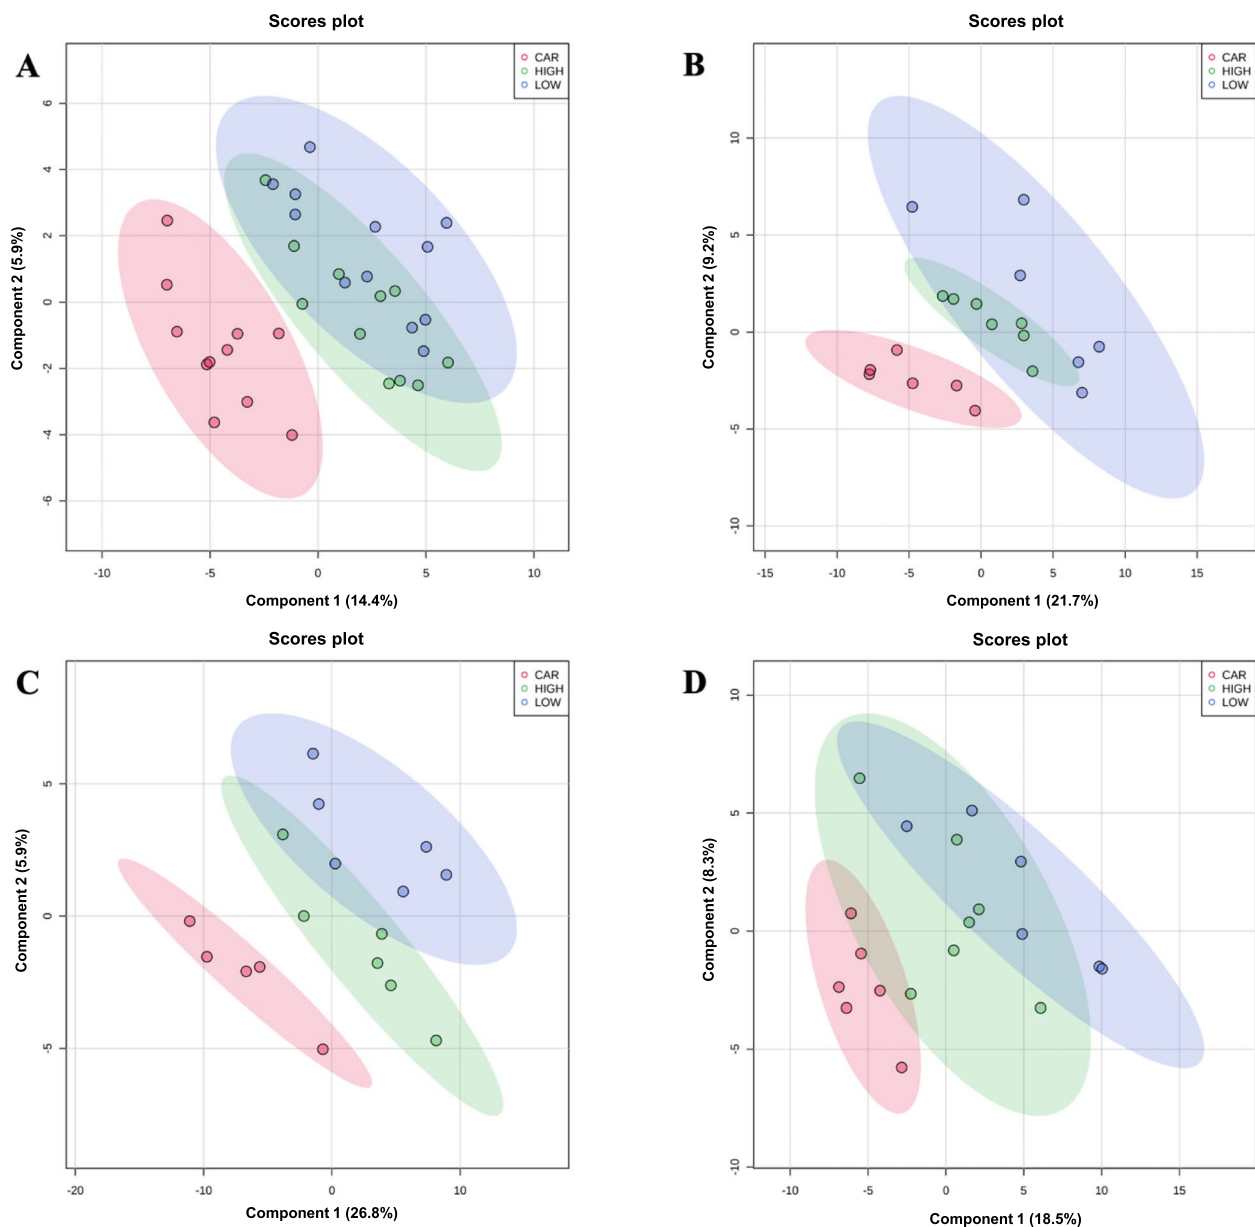 Scores plot
A
CAR
HIGH
LOW
6
4
2
0
-2
-4
-6
Component 2 (5.9%)
-10 -5 0 5 10
Component 1 (14.4%)
Scores plot
B
CAR
HIGH
LOW
10
5
0
-5
-10
Component 2 (9.2%)
-15 -10 -5 0 5 10 15
Component 1 (21.7%)
Scores plot
C
CAR
HIGH
LOW
5
0
-5
Component 2 (5.9%)
-20 -10 0 10
Component 1 (26.8%)
Scores plot
D
CAR
HIGH
LOW
10
5
0
-5
-10
Component 2 (8.3%)
-10 -5 0 5 10 15
Component 1 (18.5%)